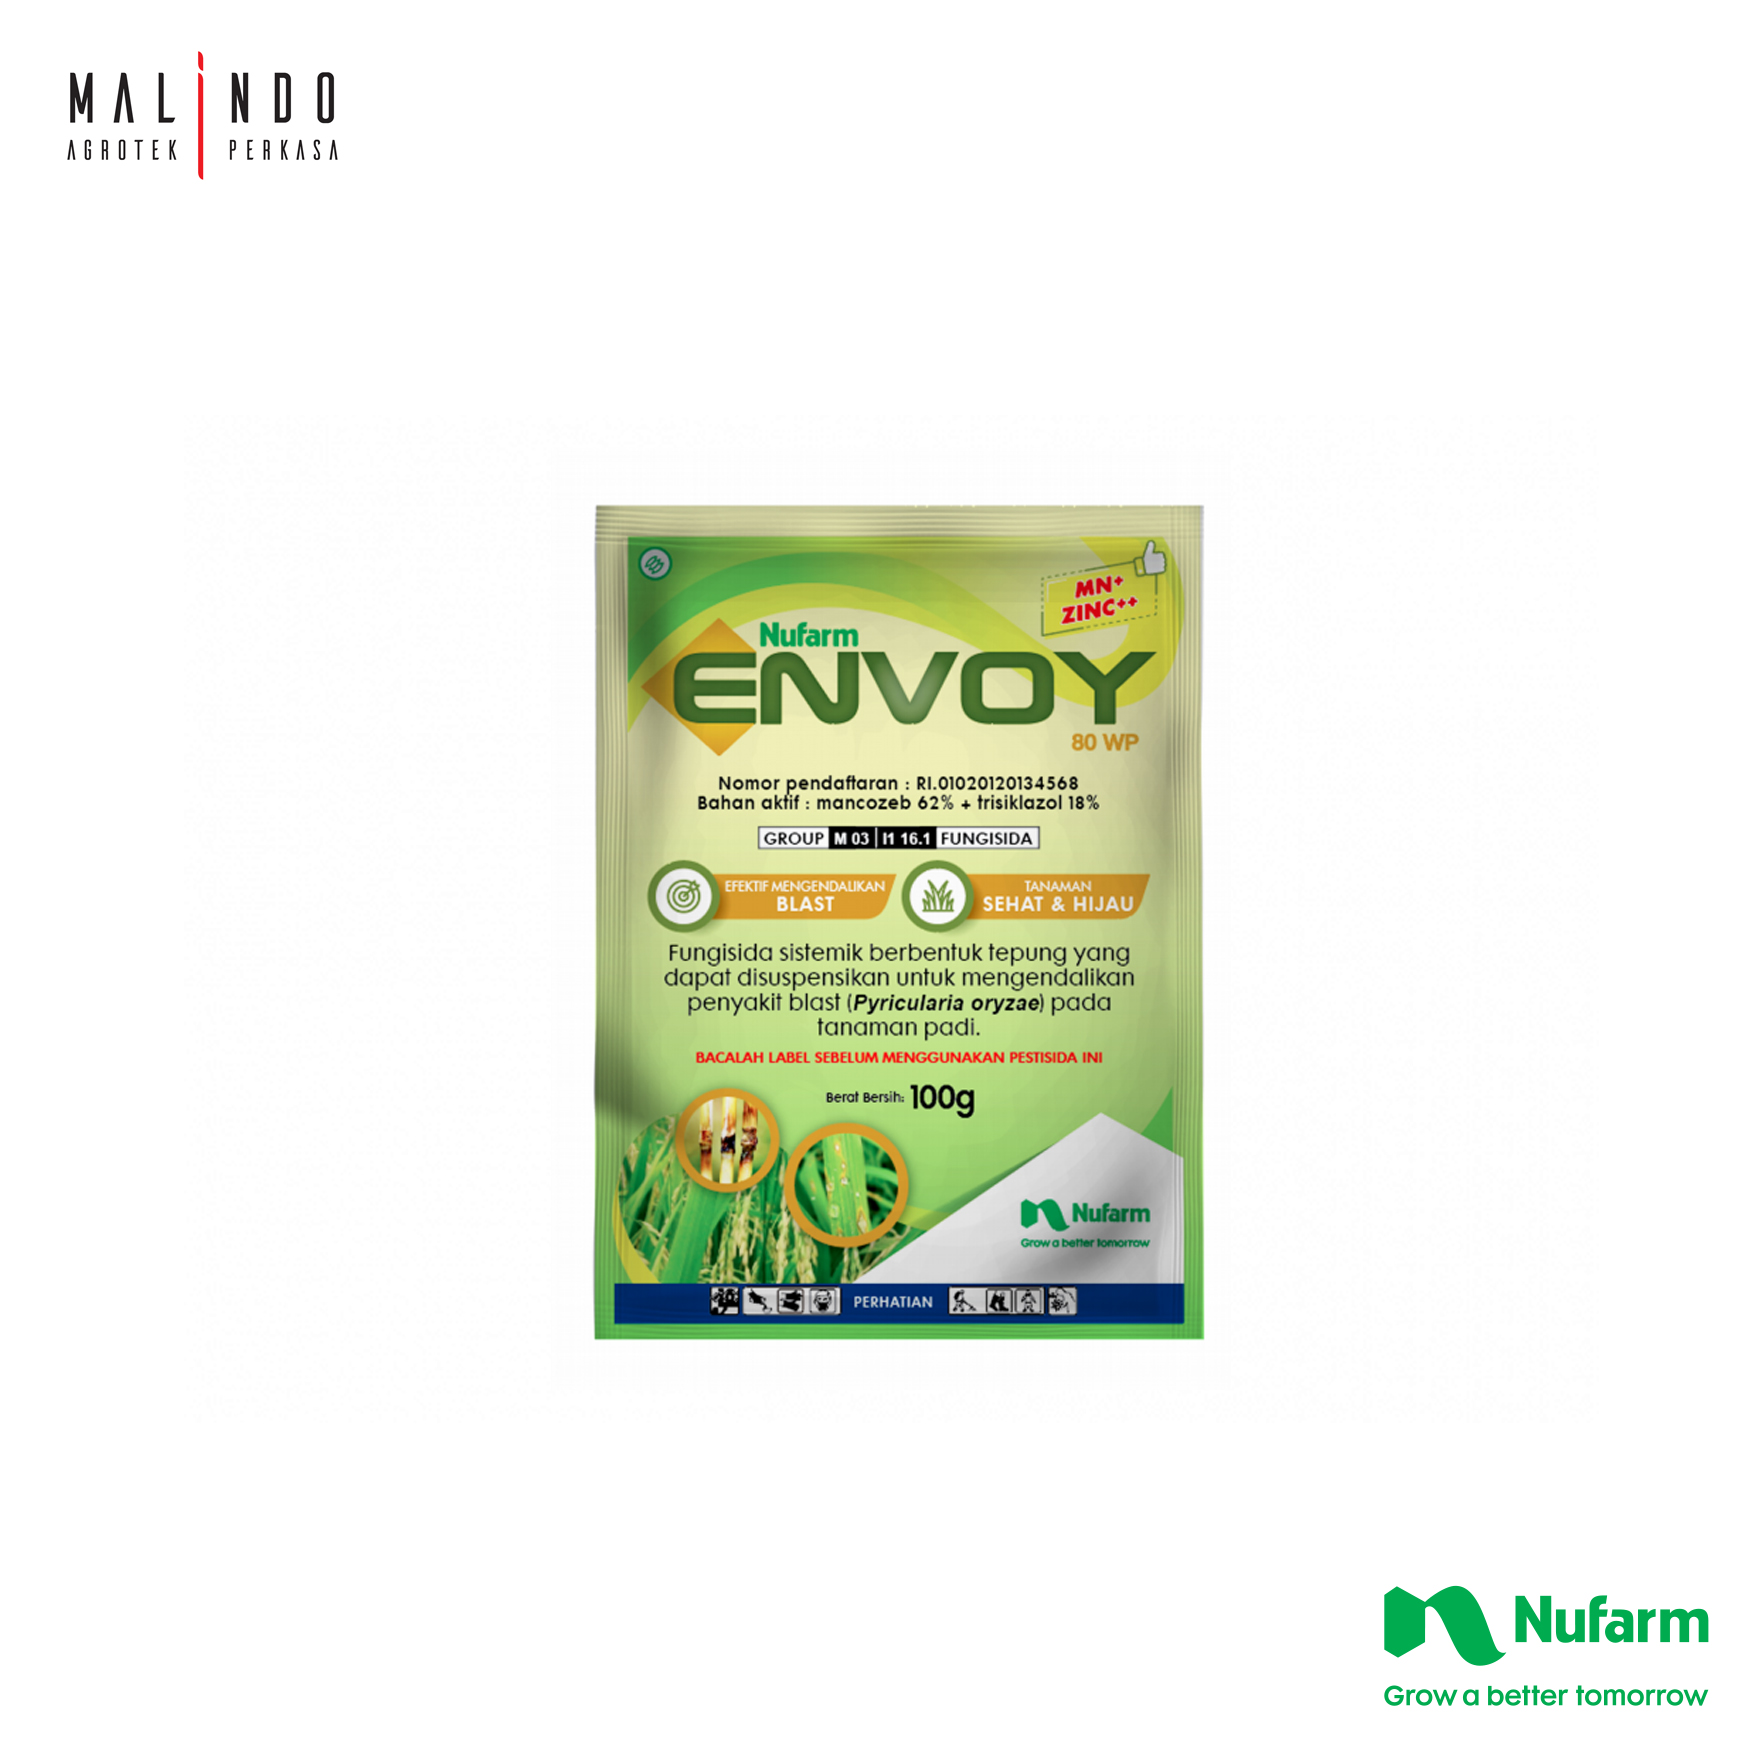 MALINDO
AGROTEK PERKASA
MN+
ZINC++
Nufarm
ENVOY
80 WP
Nomor pendaftaran : RI.01020120134568
Bahan aktif : mancozeb 62% + trisiklazol 18%
GROUP M 03 I1 16.1 FUNGISIDA
EFEKTIF MENGENDALIKAN
BLAST
TANAMAN
SEHAT & HIJAU
Fungisida sistemik berbentuk tepung yang
dapat disuspensikan untuk mengendalikan
penyakit blast (Pyricularia oryzae) pada
tanaman padi.
BACALAH LABEL SEBELUM MENGGUNAKAN PESTISIDA INI
Berat Bersih: 100g
Nufarm
Grow a better tomorrow
PERHATIAN
Nufarm
Grow a better tomorrow